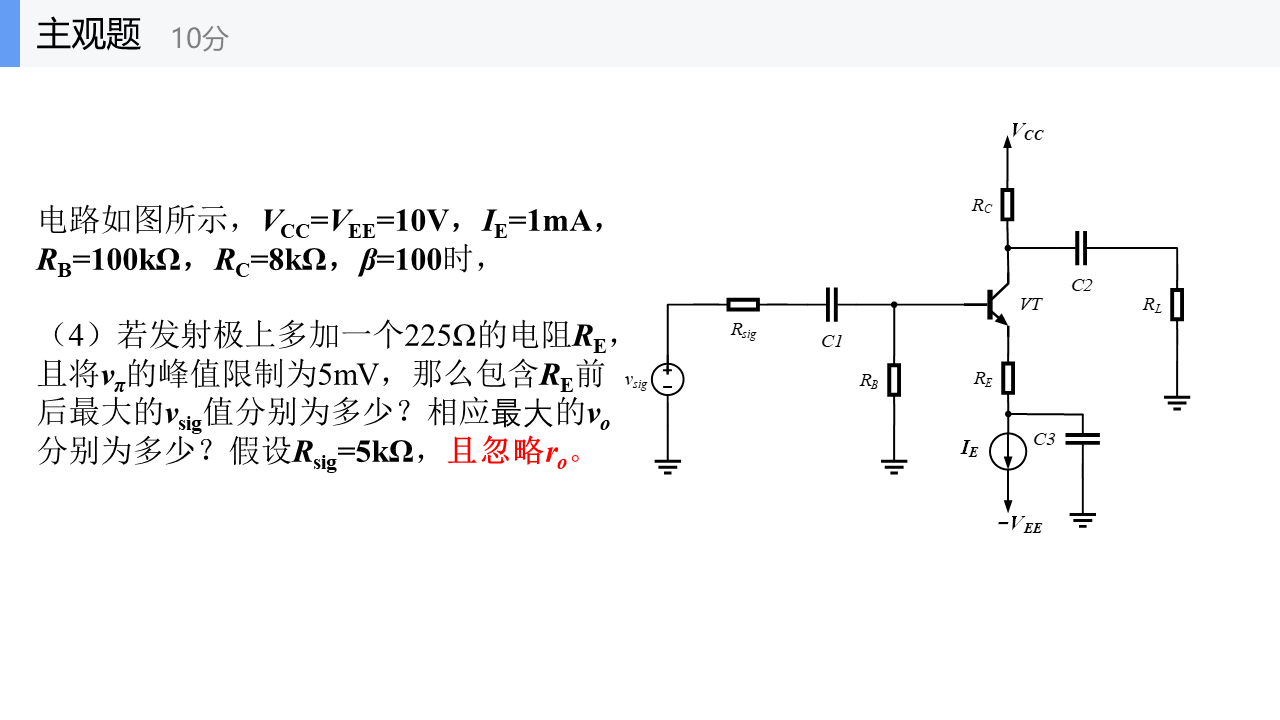 主观题 10分
电路如图所示，VCC=VEE=10V，IE=1mA，
RB=100kΩ，RC=8kΩ，β=100时，
（4）若发射极上多加一个225Ω的电阻RE，
且将vπ的峰值限制为5mV，那么包含RE前
后最大的vsig值分别为多少？相应最大的vo
分别为多少？假设Rsig=5kΩ，且忽略ro。
VCC
RC
C2
RL
VT
Rsig
C1
vsig
+
−
RB
RE
IE
C3
−VEE